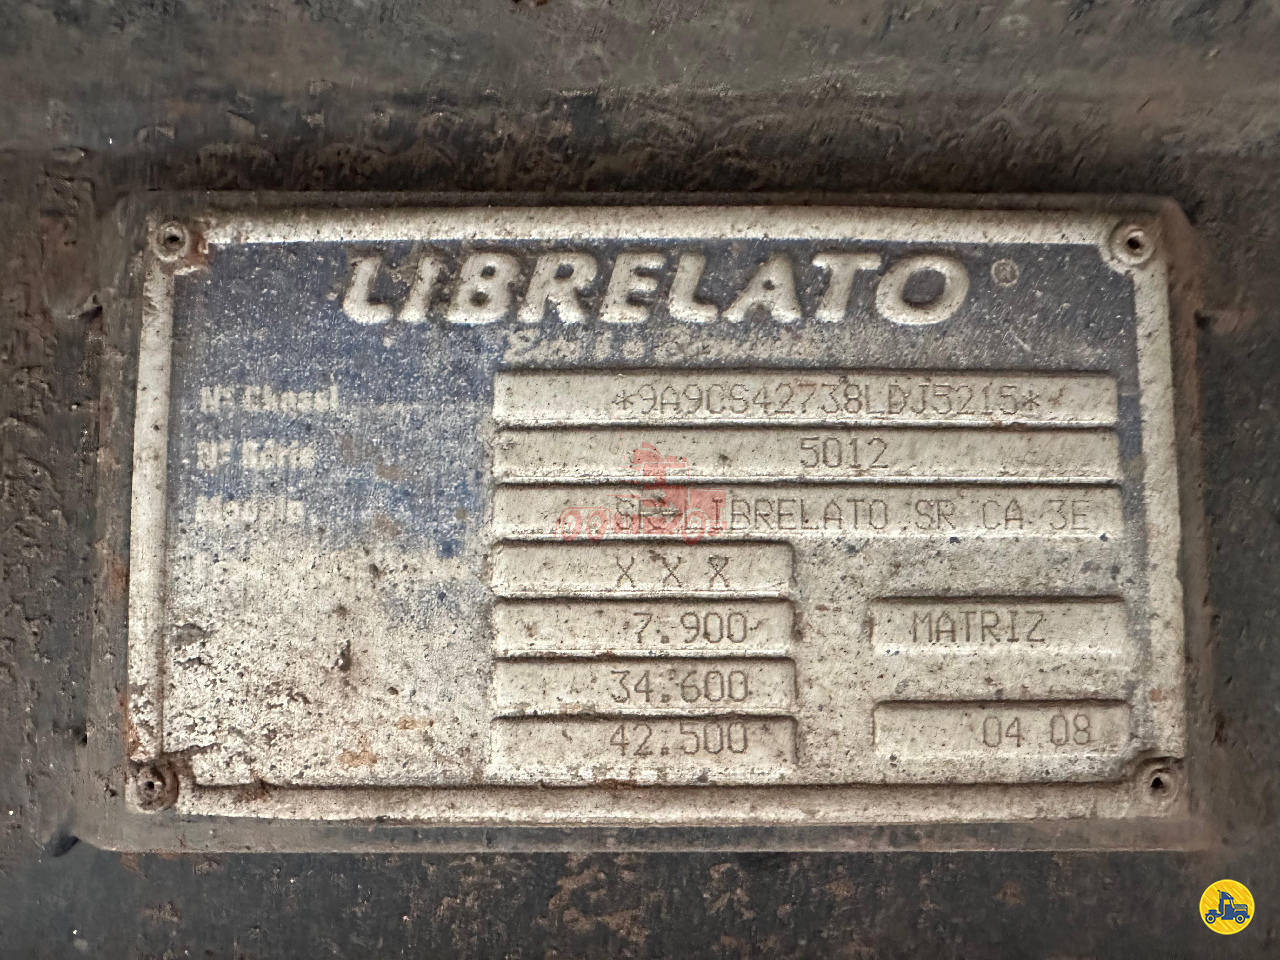 LIBRELATO®
Nº Chassi *9A9CS42738LDJ5215*
Nº Série 5012
Modelo SR-LIBRELATO SR CA 3E
X X X
7.900 MATRIZ
34.600
42.500 04 08